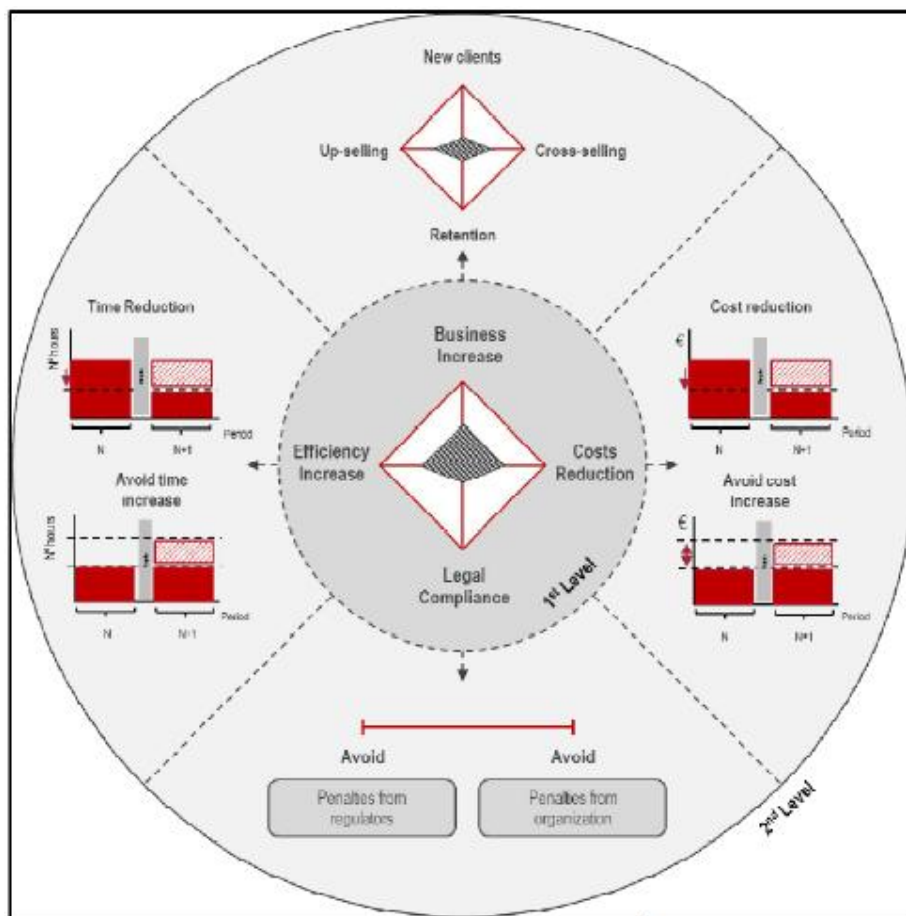 New clients
Up-selling
Cross-selling
Retention
Time Reduction
Nº hours
N
N+1
Period
Avoid time
increase
Nº hours
N
N+1
Period
Business
Increase
Efficiency
Increase
Costs
Reduction
Legal
Compliance
1st Level
Cost reduction
€
N
N+1
Period
Avoid cost
increase
€
N
N+1
Period
Avoid
Avoid
Penalties from
regulators
Penalties from
organization
2nd Level